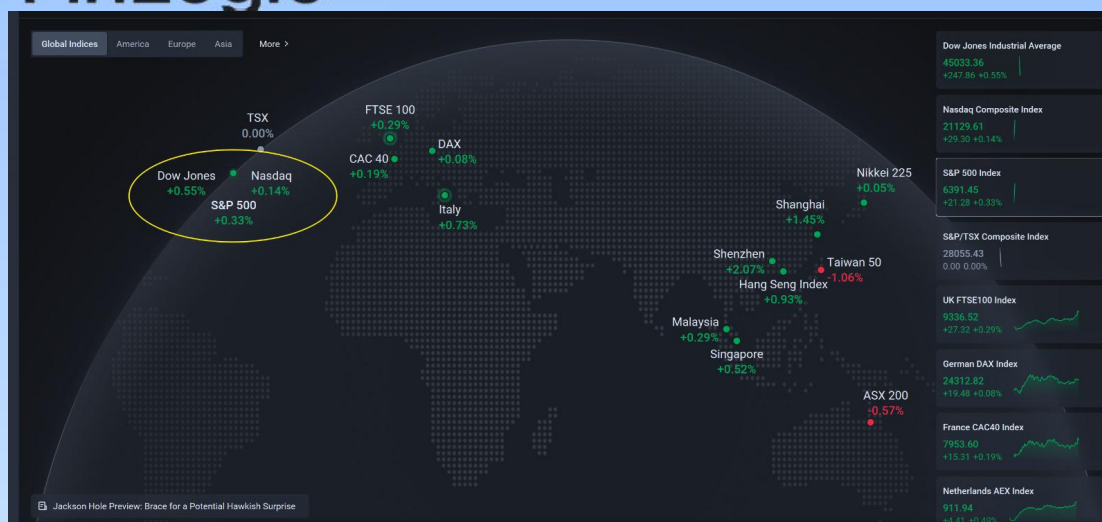 Global Indices America Europe Asia More >
TSX
0.00%
FTSE 100
+0.29%
CAC 40
+0.19%
DAX
+0.08%
Dow Jones
+0.55%
Nasdaq
+0.14%
S&P 500
+0.33%
Italy
+0.73%
Nikkei 225
+0.05%
Shanghai
+1.45%
Shenzhen
+2.07%
Taiwan 50
-1.06%
Hang Seng Index
+0.93%
Malaysia
+0.29%
Singapore
+0.52%
ASX 200
-0.57%
Jackson Hole Preview: Brace for a Potential Hawkish Surprise
Dow Jones Industrial Average
45033.36
+247.86 +0.55%
Nasdaq Composite Index
21129.61
+29.30 +0.14%
S&P 500 Index
6391.45
+21.28 +0.33%
S&P/TSX Composite Index
28055.43
0.00 0.00%
UK FTSE100 Index
9336.52
+27.32 +0.29%
German DAX Index
24312.82
+19.48 +0.08%
France CAC40 Index
7953.60
+15.31 +0.19%
Netherlands AEX Index
911.94